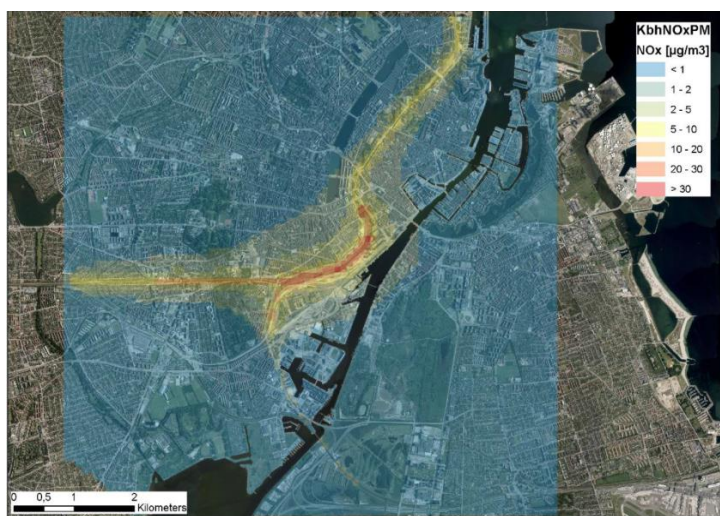 KbhNOxPM
NOx [µg/m3]
< 1
1 - 2
2 - 5
5 - 10
10 - 20
20 - 30
> 30
0 0,5 1 2
Kilometers